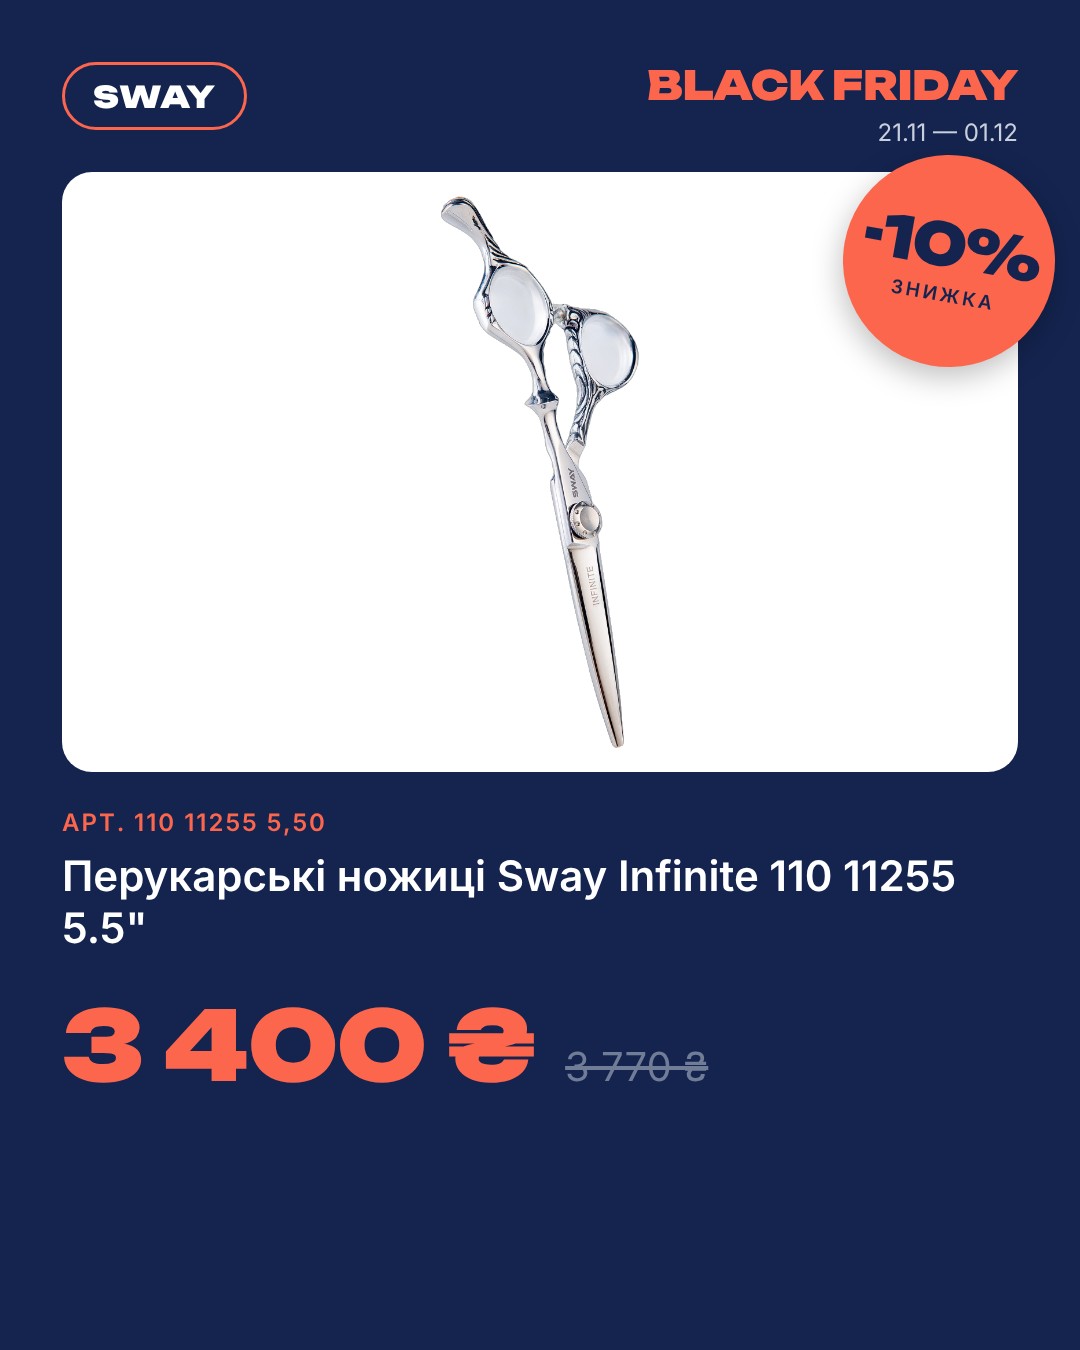 SWAY
BLACK FRIDAY
21.11 — 01.12
-10%
ЗНИЖКА
SWAY
INFINITE
АРТ. 110 11255 5,50
Перукарські ножиці Sway Infinite 110 11255
5.5"
3 400 ₴
3 770 ₴